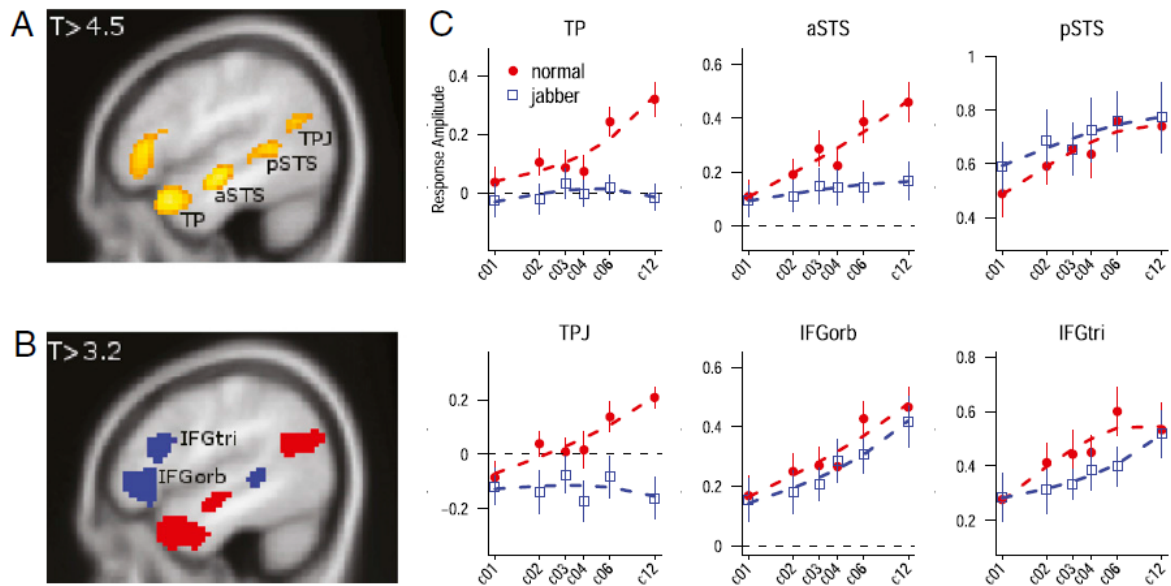 A
T>4.5
TPJ
pSTS
aSTS
TP
B
T>3.2
IFGtri
IFGorb
C
TP
normal
jabber
Response Amplitude
0.4
0.2
0
c01
c02
c03
c04
c06
c12
aSTS
0.6
0.4
0.2
0
c01
c02
c03
c04
c06
c12
pSTS
1
0.8
0.6
0.4
c01
c02
c03
c04
c06
c12
TPJ
0.2
0
−0.2
c01
c02
c03
c04
c06
c12
IFGorb
0.6
0.4
0.2
0
c01
c02
c03
c04
c06
c12
IFGtri
0.8
0.6
0.4
0.2
c01
c02
c03
c04
c06
c12